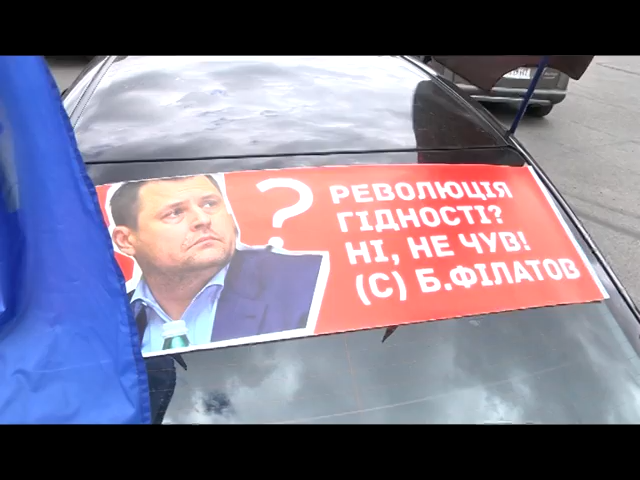 ?
РЕВОЛЮЦІЯ
ГІДНОСТІ?
НІ, НЕ ЧУВ!
(С) Б.ФІЛАТОВ